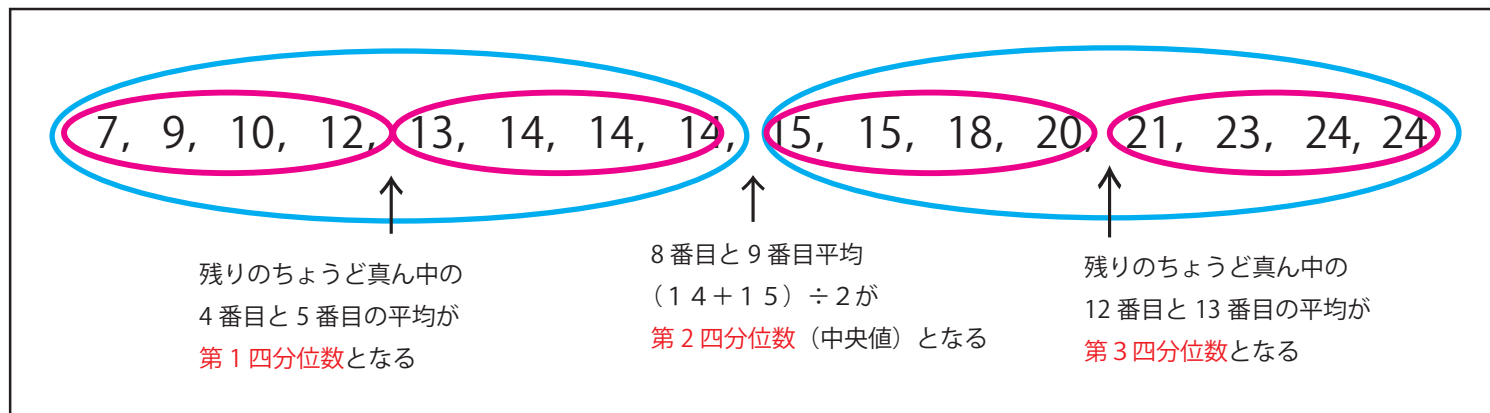 7, 9, 10, 12, 13, 14, 14, 14, 15, 15, 18, 20, 21, 23, 24, 24
残りのちょうど真ん中の
4 番目と 5 番目の平均が
第 1 四分位数となる
8 番目と 9 番目平均
（１４＋１５）÷２が
第 2 四分位数（中央値）となる
残りのちょうど真ん中の
12 番目と 13 番目の平均が
第３四分位数となる